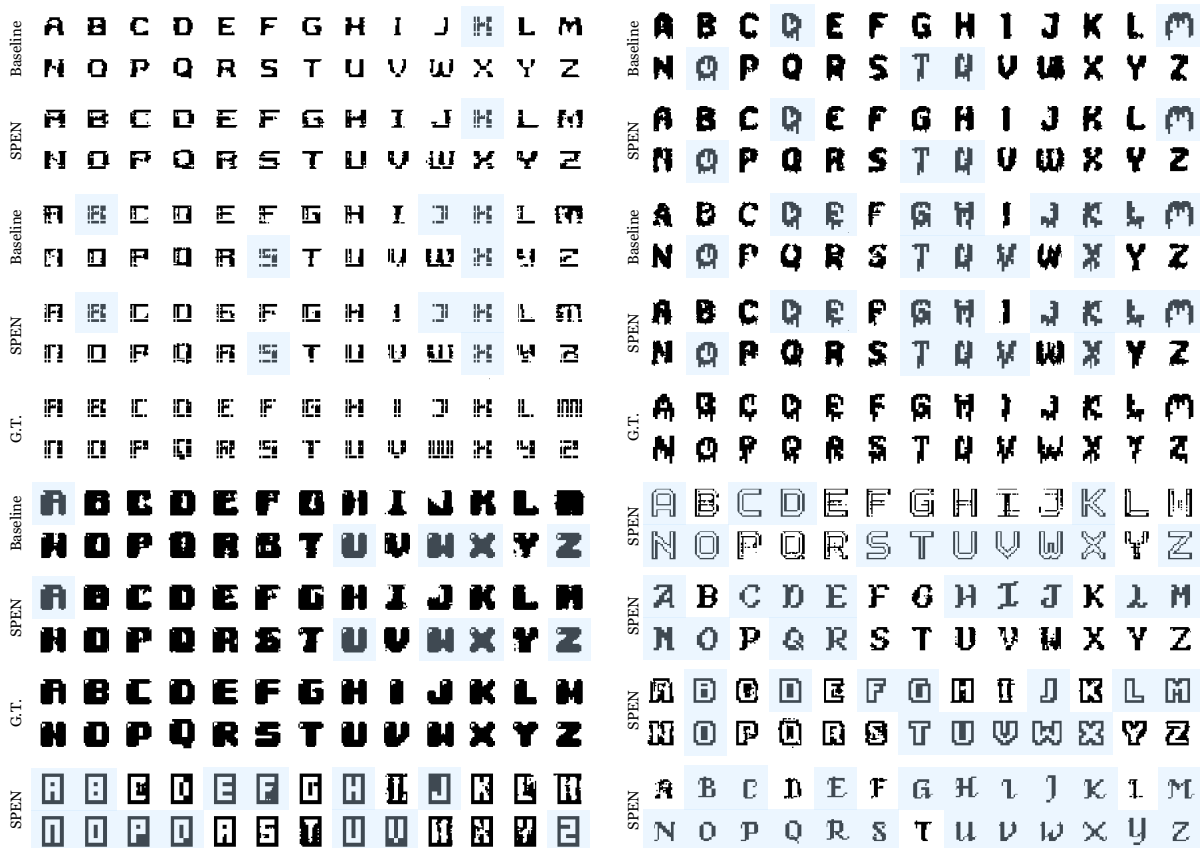 Baseline
A B C D E F G H I J K L M
N O P Q R S T U V W X Y Z
SPEN
A B C D E F G H I J K L M
N O P Q R S T U V W X Y Z
Baseline
A B C D E F G H I J K L M
N O P Q R S T U V W X Y Z
SPEN
A B C D E F G H I J K L M
N O P Q R S T U V W X Y Z
G.T.
A B C D E F G H I J K L M
N O P Q R S T U V W X Y Z
Baseline
A B C D E F G H I J K L M
N O P Q R S T U V W X Y Z
SPEN
A B C D E F G H I J K L M
N O P Q R S T U V W X Y Z
G.T.
A B C D E F G H I J K L M
N O P Q R S T U V W X Y Z
SPEN
A B C D E F G H I J K L M
N O P Q R S T U V W X Y Z
Baseline
A B C D E F G H I J K L M
N O P Q R S T U V W X Y Z
SPEN
A B C D E F G H I J K L M
N O P Q R S T U V W X Y Z
Baseline
A B C D E F G H I J K L M
N O P Q R S T U V W X Y Z
SPEN
A B C D E F G H I J K L M
N O P Q R S T U V W X Y Z
G.T.
A B C D E F G H I J K L M
N O P Q R S T U V W X Y Z
SPEN
A B C D E F G H I J K L M
N O P Q R S T U V W X Y Z
SPEN
A B C D E F G H I J K L M
N O P Q R S T U V W X Y Z
SPEN
A B C D E F G H I J K L M
N O P Q R S T U V W X Y Z
SPEN
A B C D E F G H I J K L M
N O P Q R S T U V W X Y Z